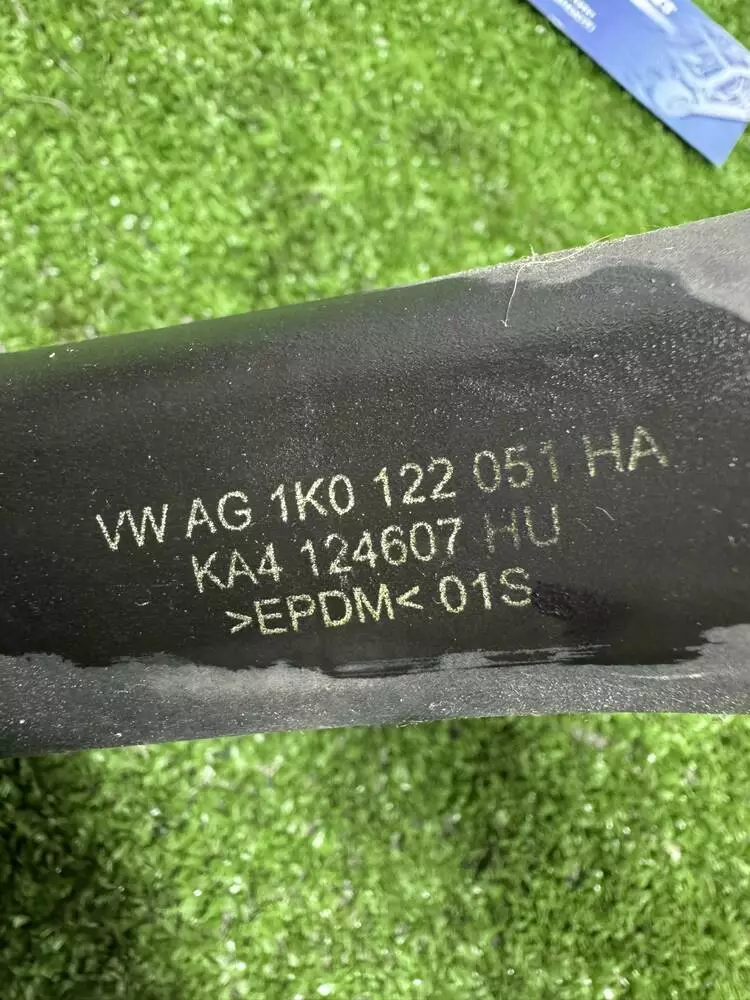 VW AG 1K0 122 051 HA
KA4 124607 HU
>EPDM< 01S